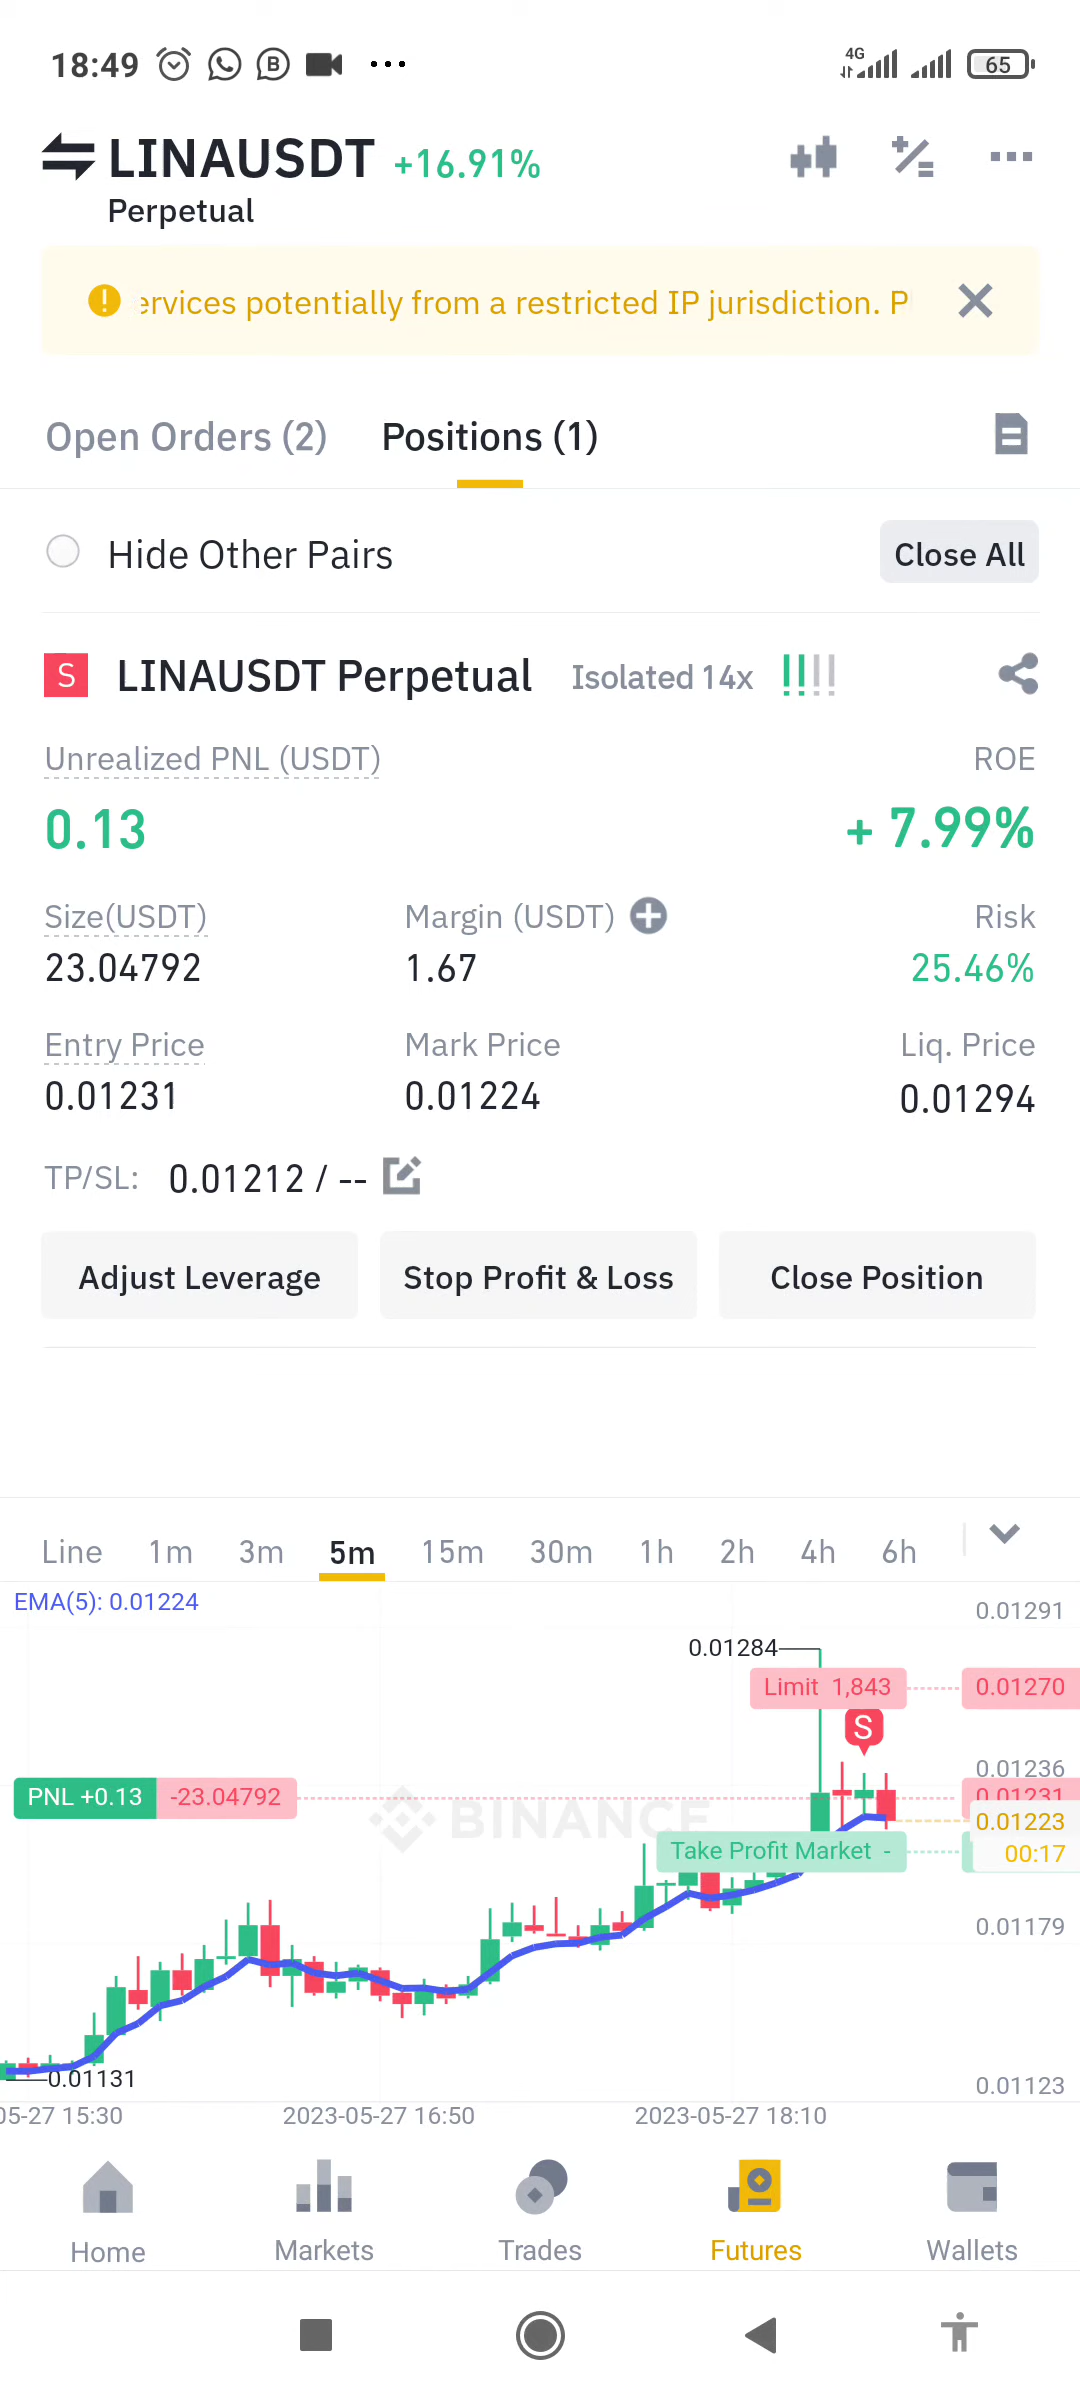 18:49
4G
65
LINAUSDT +16.91%
Perpetual
ervices potentially from a restricted IP jurisdiction. P
Open Orders (2) Positions (1)
Hide Other Pairs Close All
S LINAUSDT Perpetual Isolated 14x
Unrealized PNL (USDT) ROE
0.13 + 7.99%
Size(USDT) Margin (USDT) Risk
23.04792 1.67 25.46%
Entry Price Mark Price Liq. Price
0.01231 0.01224 0.01294
TP/SL: 0.01212 / --
Adjust Leverage Stop Profit & Loss Close Position
Line 1m 3m 5m 15m 30m 1h 2h 4h 6h
EMA(5): 0.01224
0.01291
0.01284
Limit 1,843 0.01270
S
0.01236
PNL +0.13 -23.04792 0.01231
BINANCE 0.01223
Take Profit Market - 00:17
0.01179
0.01131
0.01123
05-27 15:30 2023-05-27 16:50 2023-05-27 18:10
Home Markets Trades Futures Wallets